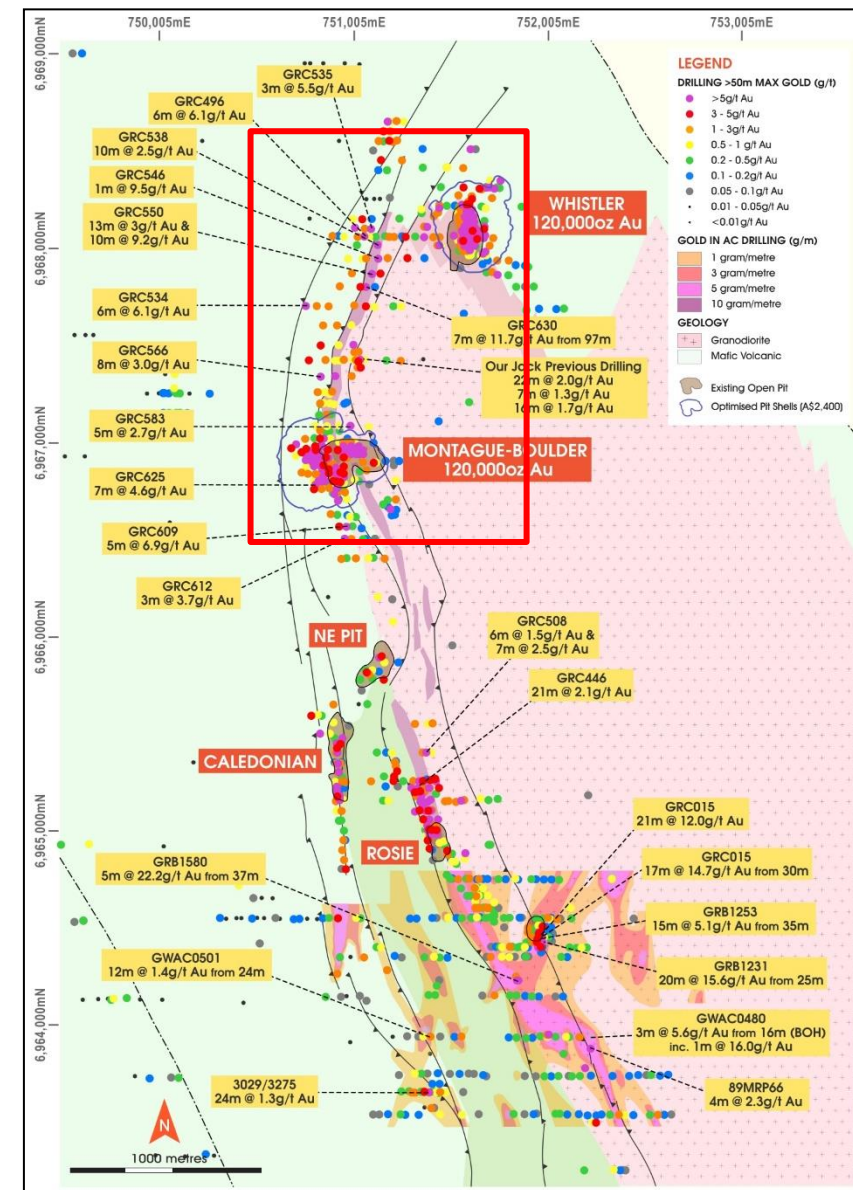 750,005mE
751,005mE
752,005mE
753,005mE
6,969,000mN
6,968,000mN
6,967,000mN
6,966,000mN
6,965,000mN
6,964,000mN
LEGEND
DRILLING >50m MAX GOLD (g/t)
>5g/t Au
3 - 5g/t Au
1 - 3g/t Au
0.5 - 1 g/t Au
0.2 - 0.5g/t Au
0.1 - 0.2g/t Au
0.05 - 0.1g/t Au
0.01 - 0.05g/t Au
<0.01g/t Au
GOLD IN AC DRILLING (g/m)
1 gram/metre
3 gram/metre
5 gram/metre
10 gram/metre
GEOLOGY
Granodiorite
Mafic Volcanic
Existing Open Pit
Optimised Pit Shells (A$2,400)
GRC535
3m @ 5.5g/t Au
GRC496
6m @ 6.1g/t Au
GRC538
10m @ 2.5g/t Au
GRC546
1m @ 9.5g/t Au
GRC550
13m @ 3g/t Au &
10m @ 9.2g/t Au
WHISTLER
120,000oz Au
GRC534
6m @ 6.1g/t Au
GRC630
7m @ 11.7g/t Au from 97m
GRC566
8m @ 3.0g/t Au
Our Jack Previous Drilling
22m @ 2.0g/t Au
7m @ 1.3g/t Au
16m @ 1.7g/t Au
GRC583
5m @ 2.7g/t Au
MONTAGUE-BOULDER
120,000oz Au
GRC625
7m @ 4.6g/t Au
GRC609
5m @ 6.9g/t Au
GRC612
3m @ 3.7g/t Au
NE PIT
GRC508
6m @ 1.5g/t Au &
7m @ 2.5g/t Au
GRC446
21m @ 2.1g/t Au
CALEDONIAN
ROSIE
GRC015
21m @ 12.0g/t Au
GRB1580
5m @ 22.2g/t Au from 37m
GRC015
17m @ 14.7g/t Au from 30m
GRB1253
15m @ 5.1g/t Au from 35m
GWAC0501
12m @ 1.4g/t Au from 24m
GRB1231
20m @ 15.6g/t Au from 25m
GWAC0480
3m @ 5.6g/t Au from 16m (BOH)
inc. 1m @ 16.0g/t Au
3029/3275
24m @ 1.3g/t Au
89MRP66
4m @ 2.3g/t Au
N
1000 metres